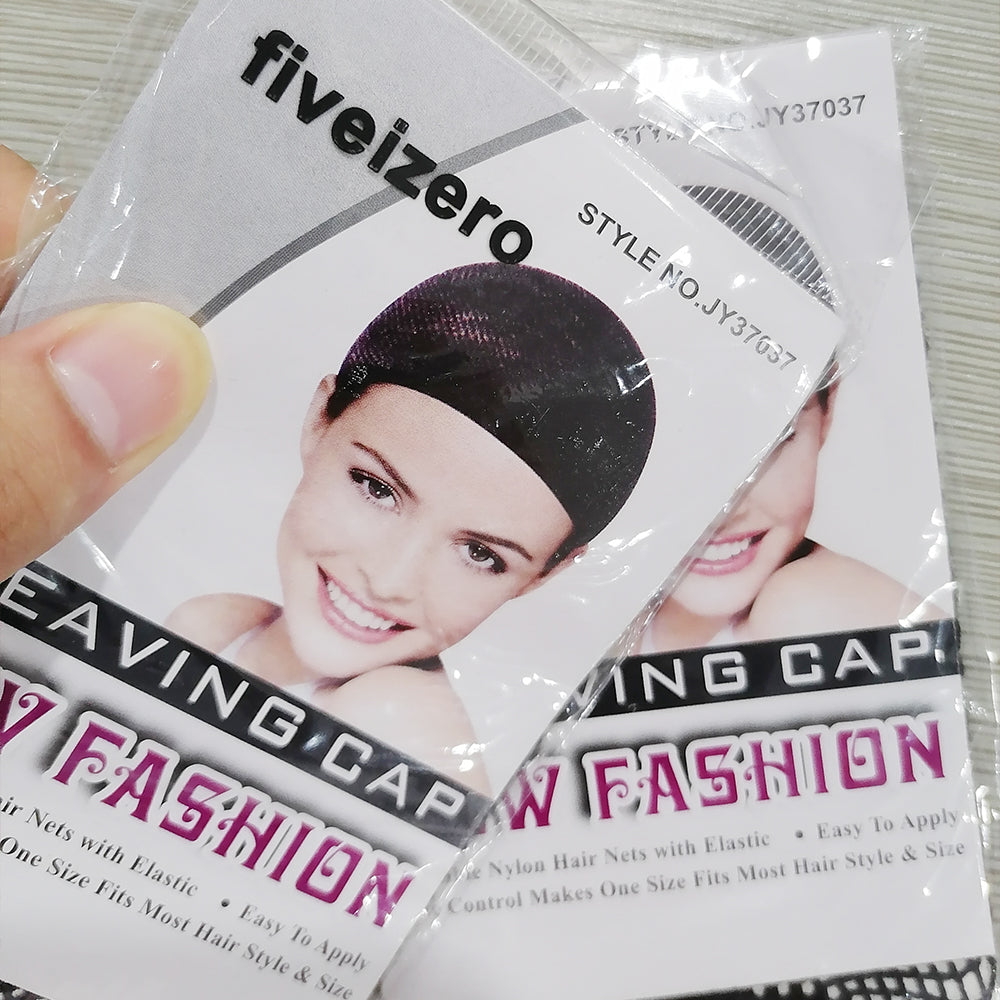 fiveizero
STYLE NO.JY37037
EAVING CAP
W FASHION
air Nets with Elastic • Easy To Apply
One Size Fits Most Hair Style & Size
STYLE NO.JY37037
VING CAP
W FASHION
Nylon Hair Nets with Elastic • Easy To Apply
Control Makes One Size Fits Most Hair Style & Size